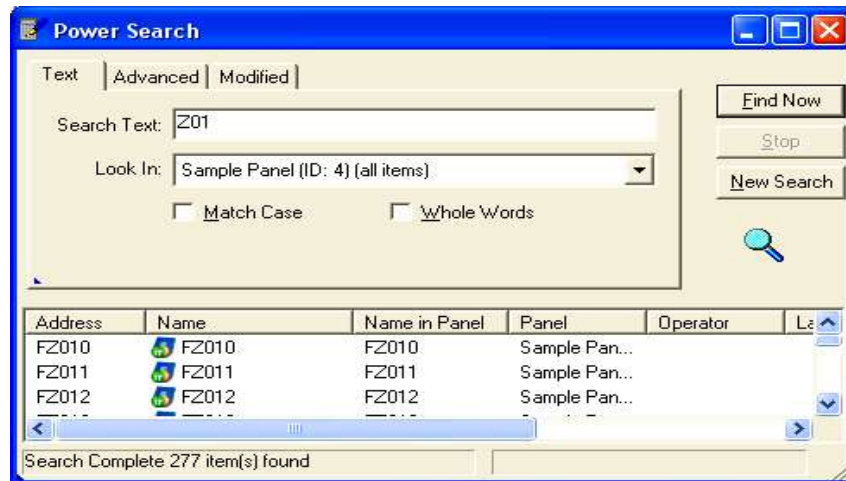 Power Search
Text Advanced Modified
Search Text: Z01
Look In: Sample Panel (ID: 4) (all items)
Match Case Whole Words
Find Now
Stop
New Search
Address Name Name in Panel Panel Operator
FZ010 FZ010 FZ010 Sample Pan...
FZ011 FZ011 FZ011 Sample Pan...
FZ012 FZ012 FZ012 Sample Pan...
Search Complete 277 item(s) found